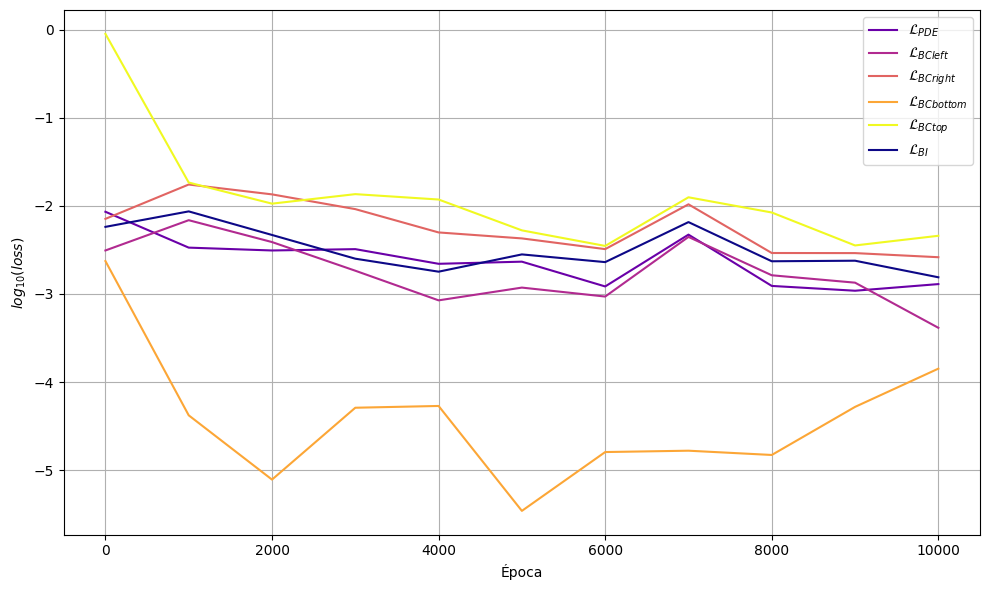 0
−1
−2
−3
−4
−5
log₁₀(loss)
0 2000 4000 6000 8000 10000
Época
ℒ_PDE
ℒ_BCleft
ℒ_BCright
ℒ_BCbottom
ℒ_BCtop
ℒ_BI